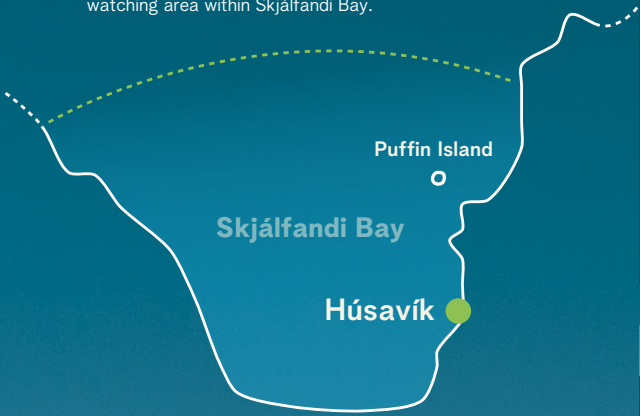 watching area within Skjálfandi Bay.
Puffin Island
Skjálfandi Bay
Húsavík